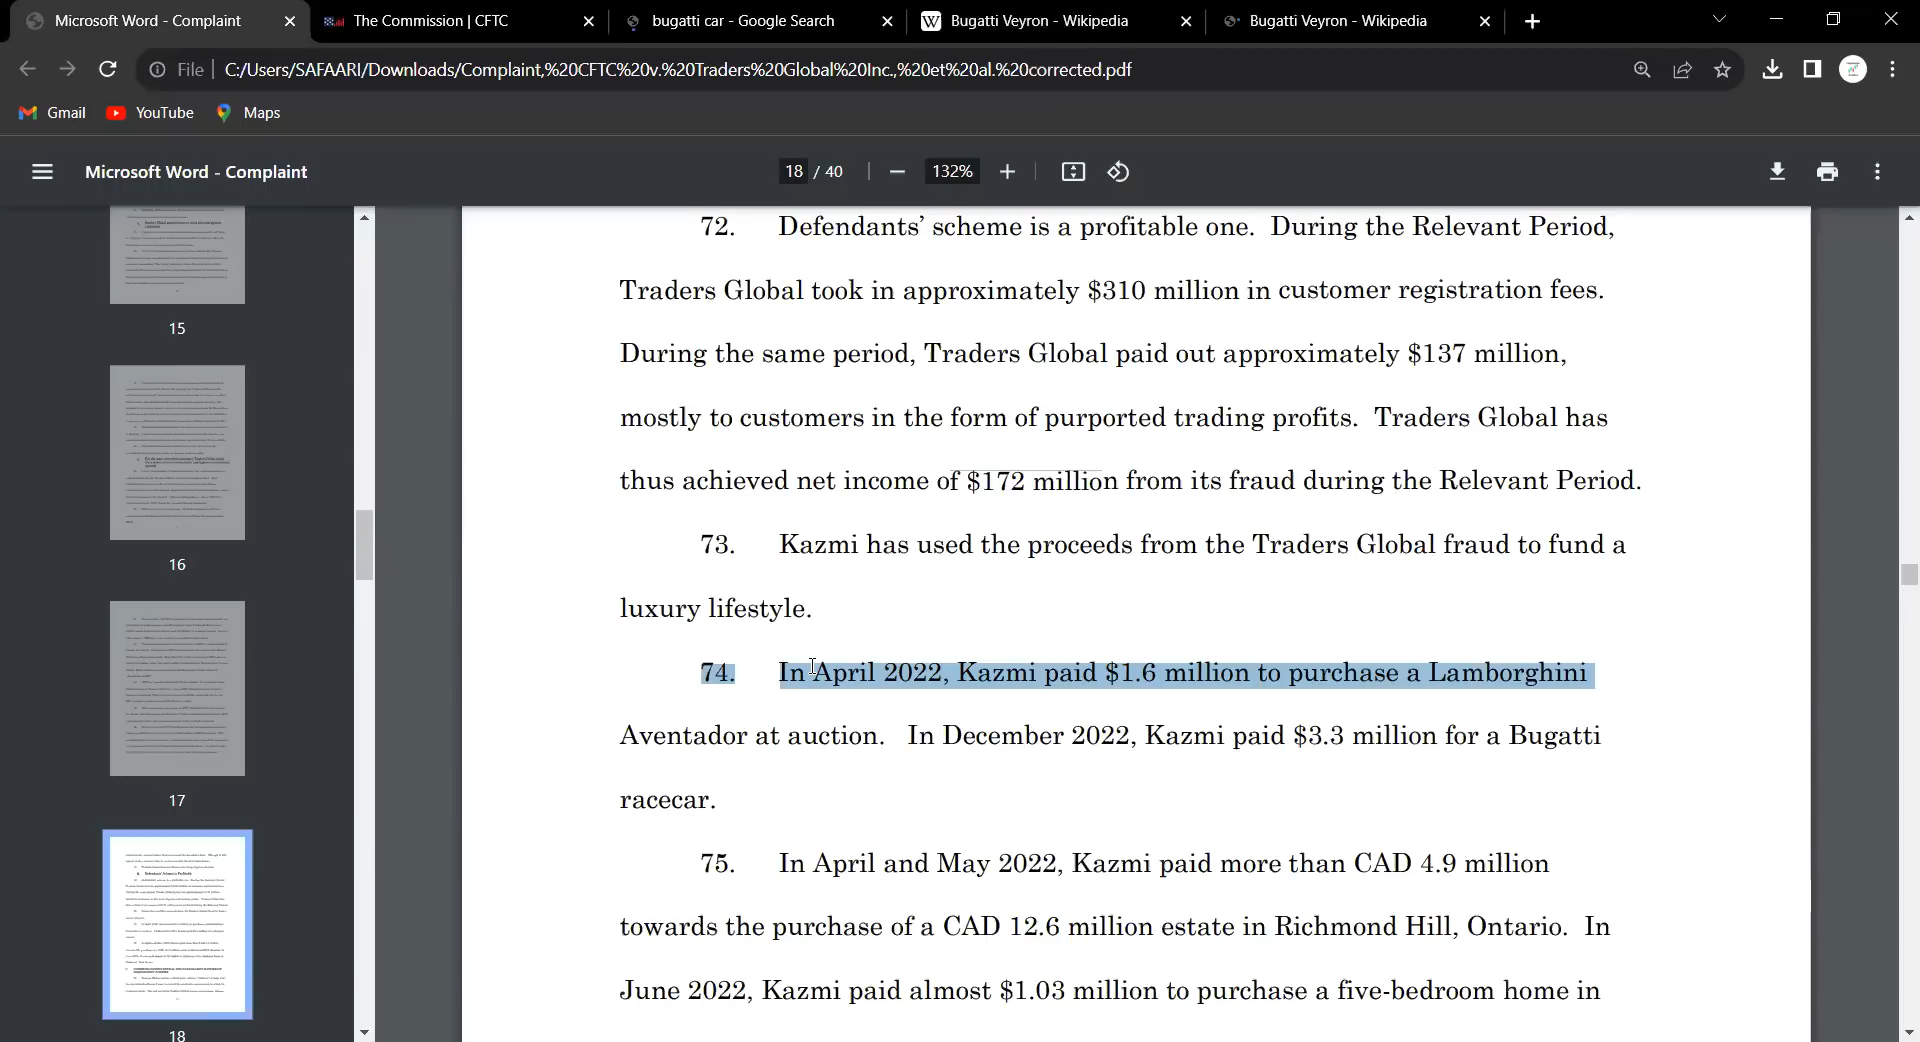 Microsoft Word - Complaint
The Commission | CFTC
bugatti car - Google Search
W Bugatti Veyron - Wikipedia
Bugatti Veyron - Wikipedia
File | C:/Users/SAFAARI/Downloads/Complaint,%20CFTC%20v.%20Traders%20Global%20Inc.,%20et%20al.%20corrected.pdf
Gmail YouTube Maps
Microsoft Word - Complaint
18 / 40 132%
15
16
17
18
72. Defendants’ scheme is a profitable one. During the Relevant Period,
Traders Global took in approximately $310 million in customer registration fees.
During the same period, Traders Global paid out approximately $137 million,
mostly to customers in the form of purported trading profits. Traders Global has
thus achieved net income of $172 million from its fraud during the Relevant Period.
73. Kazmi has used the proceeds from the Traders Global fraud to fund a
luxury lifestyle.
74. In April 2022, Kazmi paid $1.6 million to purchase a Lamborghini
Aventador at auction. In December 2022, Kazmi paid $3.3 million for a Bugatti
racecar.
75. In April and May 2022, Kazmi paid more than CAD 4.9 million
towards the purchase of a CAD 12.6 million estate in Richmond Hill, Ontario. In
June 2022, Kazmi paid almost $1.03 million to purchase a five-bedroom home in